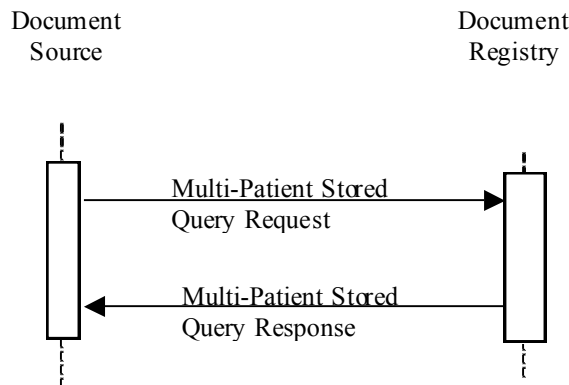 Document
Source
Document
Registry
Multi-Patient Stored
Query Request
Multi-Patient Stored
Query Response